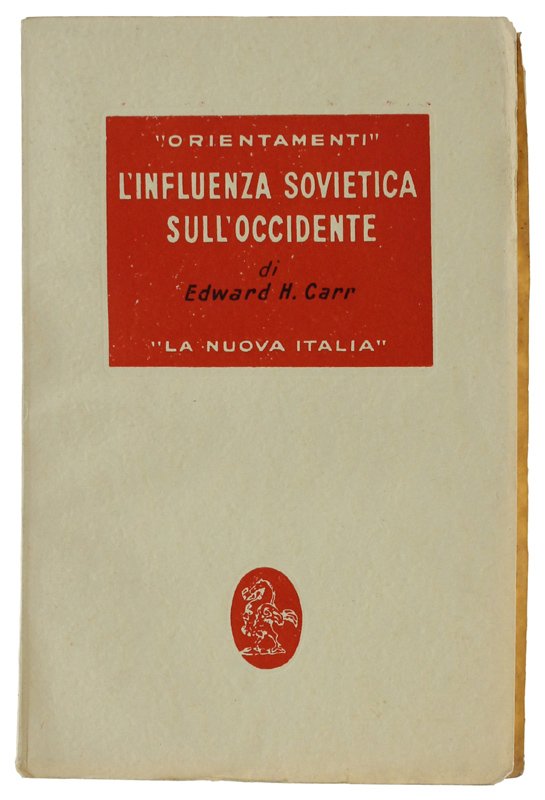 "ORIENTAMENTI"
L'INFLUENZA SOVIETICA
SULL'OCCIDENTE
di
Edward H. Carr
"LA NUOVA ITALIA"